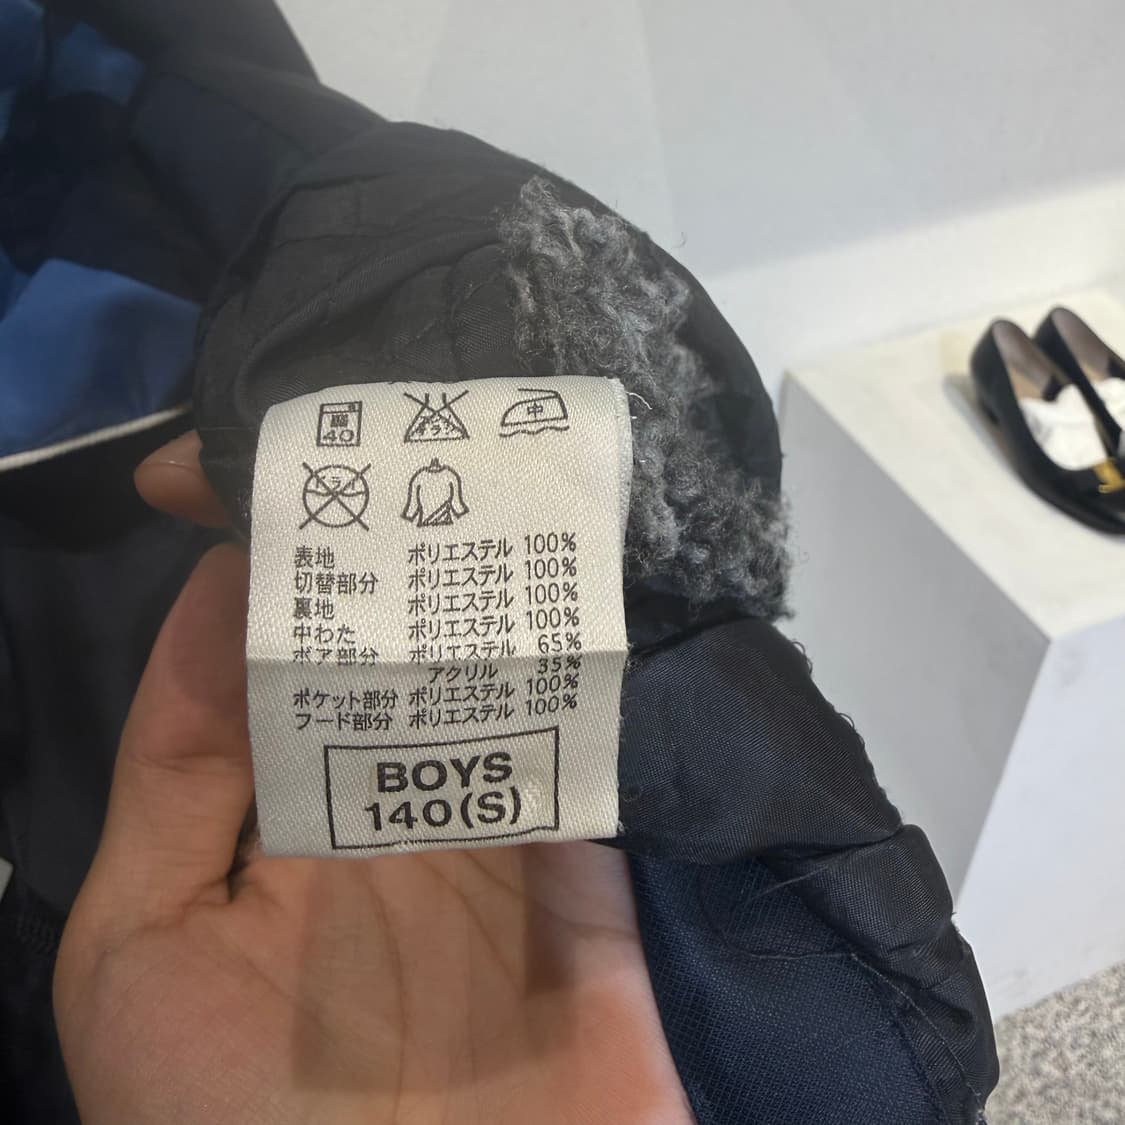 40
中
ドライ
表地 ポリエステル 100%
切替部分 ポリエステル 100%
裏地 ポリエステル 100%
中わた ポリエステル 100%
ボア部分 ポリエステル 65%
アクリル 35%
ポケット部分 ポリエステル 100%
フード部分 ポリエステル 100%
BOYS
140(S)